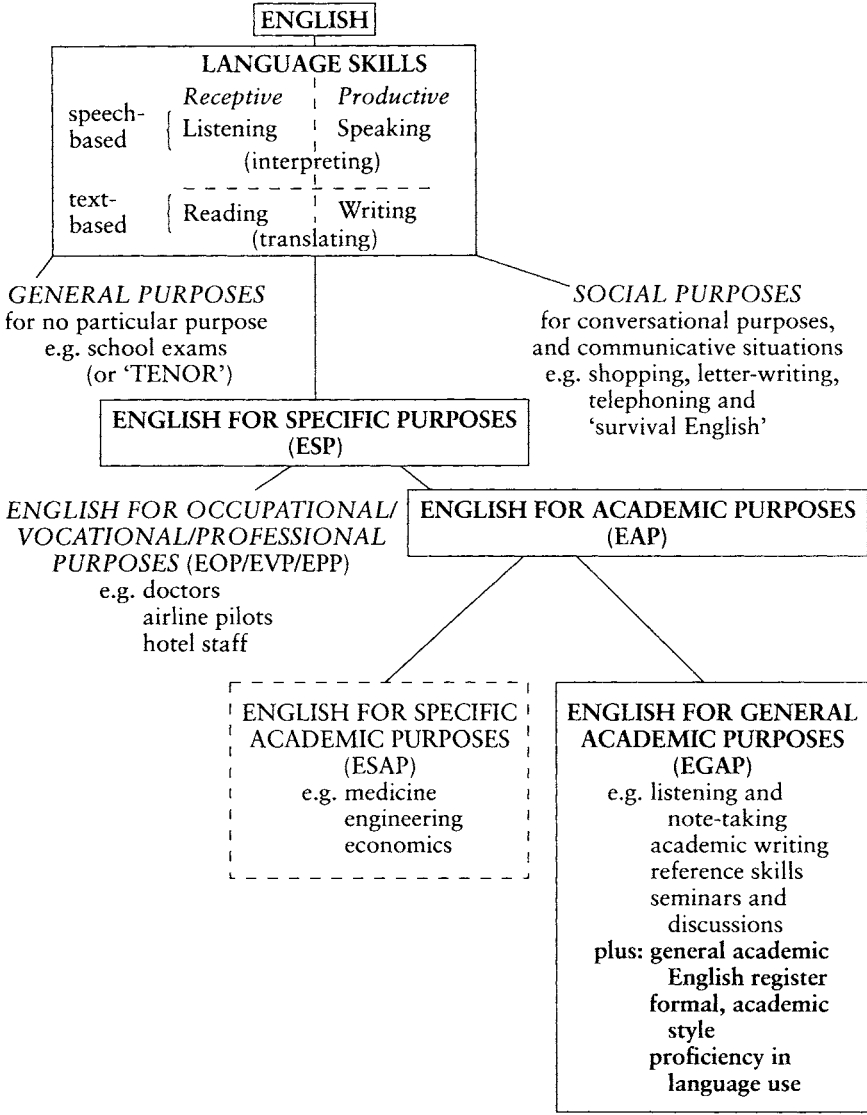 ENGLISH
LANGUAGE SKILLS
Receptive Productive
speech-
based
Listening Speaking
(interpreting)
text-
based
Reading Writing
(translating)
GENERAL PURPOSES
for no particular purpose
e.g. school exams
(or ‘TENOR’)
SOCIAL PURPOSES
for conversational purposes,
and communicative situations
e.g. shopping, letter-writing,
telephoning and
‘survival English’
ENGLISH FOR SPECIFIC PURPOSES
(ESP)
ENGLISH FOR OCCUPATIONAL/
VOCATIONAL/PROFESSIONAL
PURPOSES (EOP/EVP/EPP)
e.g. doctors
airline pilots
hotel staff
ENGLISH FOR ACADEMIC PURPOSES
(EAP)
ENGLISH FOR SPECIFIC
ACADEMIC PURPOSES
(ESAP)
e.g. medicine
engineering
economics
ENGLISH FOR GENERAL
ACADEMIC PURPOSES
(EGAP)
e.g. listening and
note-taking
academic writing
reference skills
seminars and
discussions
plus: general academic
English register
formal, academic
style
proficiency in
language use